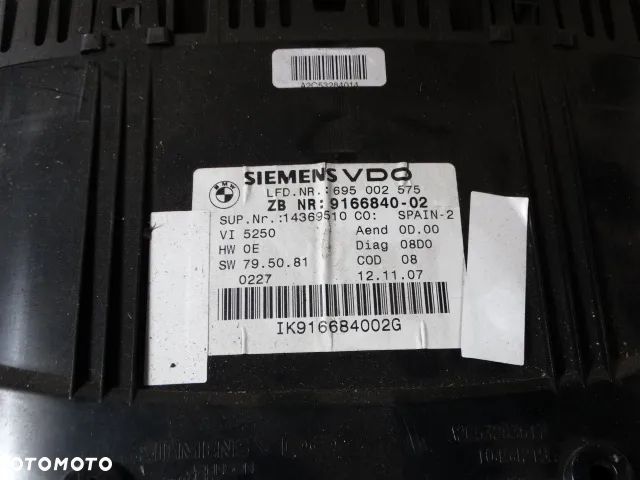 A2C53284014
BMW
SIEMENS VDO
LFD.NR.: 695 002 575
ZB NR: 9166840-02
SUP.Nr.:14369510 CO: SPAIN-2
VI 5250 Aend 0D.00
HW 0E Diag 08D0
SW 79.50.81 COD 08
0227 12.11.07
IK916684002G
SIEMENS
OTOMOTO